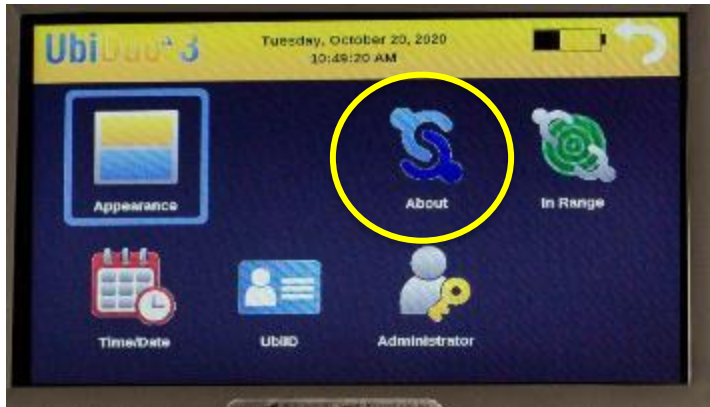 UbiDuo 3
Tuesday, October 20, 2020
10:49:20 AM
Appearance
About
In Range
Time/Date
UbiID
Administrator